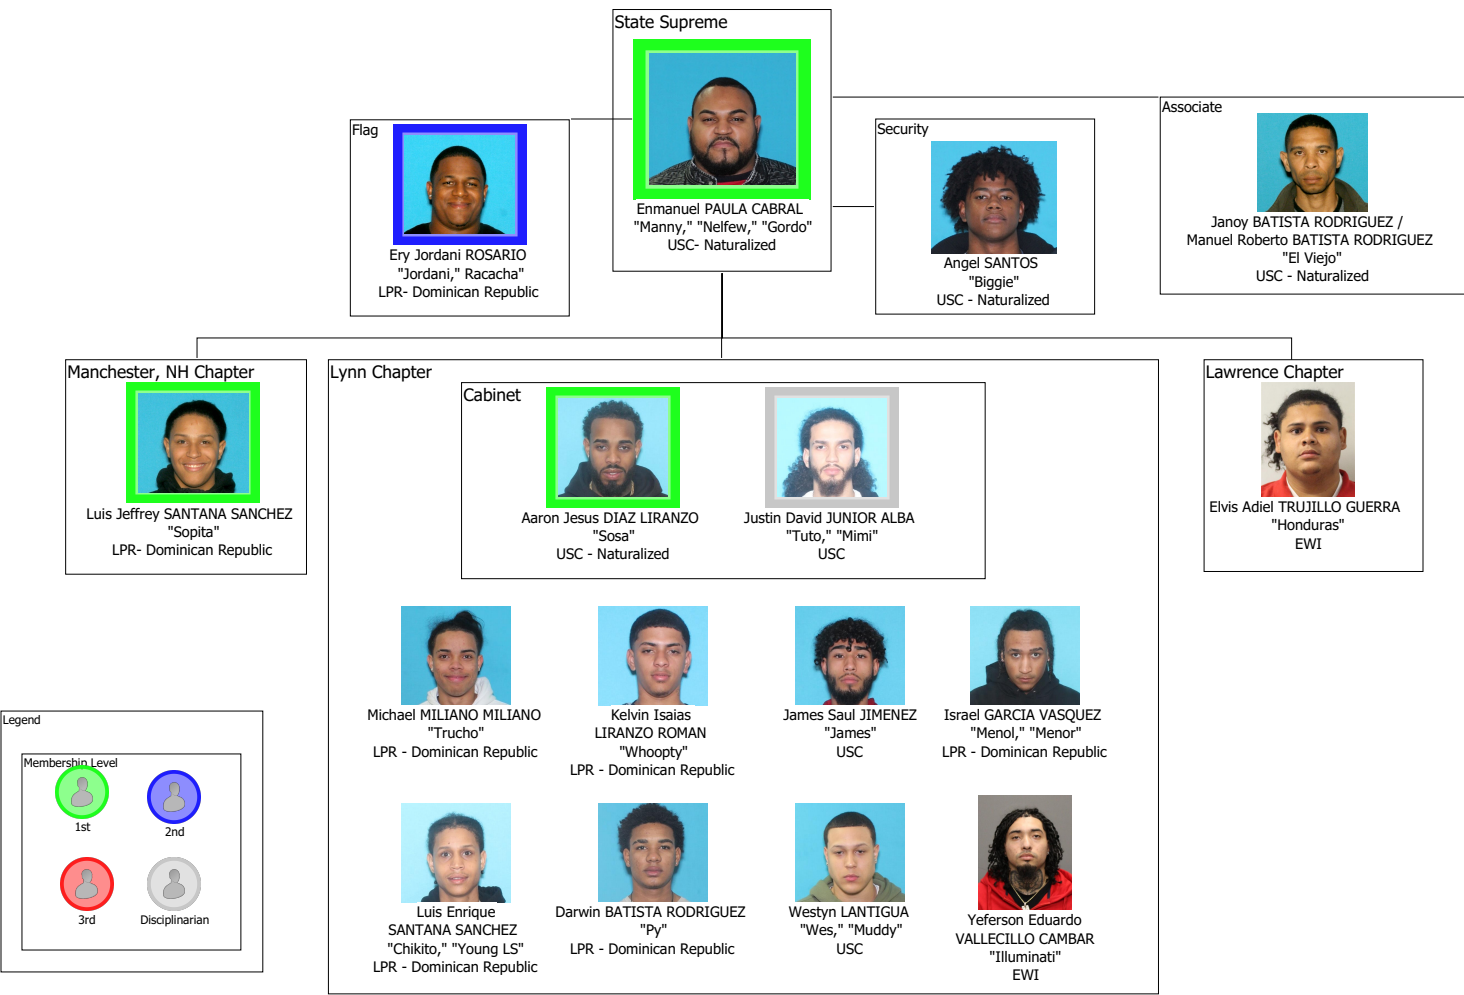 State Supreme
Enmanuel PAULA CABRAL
"Manny," "Nelfew," "Gordo"
USC- Naturalized
Flag
Ery Jordani ROSARIO
"Jordani," Racacha"
LPR- Dominican Republic
Security
Angel SANTOS
"Biggie"
USC - Naturalized
Associate
Janoy BATISTA RODRIGUEZ /
Manuel Roberto BATISTA RODRIGUEZ
"El Viejo"
USC - Naturalized
Manchester, NH Chapter
Luis Jeffrey SANTANA SANCHEZ
"Sopita"
LPR- Dominican Republic
Lynn Chapter
Cabinet
Aaron Jesus DIAZ LIRANZO
"Sosa"
USC - Naturalized
Justin David JUNIOR ALBA
"Tuto," "Mimi"
USC
Michael MILIANO MILIANO
"Trucho"
LPR - Dominican Republic
Kelvin Isaias
LIRANZO ROMAN
"Whoopty"
LPR - Dominican Republic
James Saul JIMENEZ
"James"
USC
Israel GARCIA VASQUEZ
"Menol," "Menor"
LPR - Dominican Republic
Luis Enrique
SANTANA SANCHEZ
"Chikito," "Young LS"
LPR - Dominican Republic
Darwin BATISTA RODRIGUEZ
"Py"
LPR - Dominican Republic
Westyn LANTIGUA
"Wes," "Muddy"
USC
Yeferson Eduardo
VALLECILLO CAMBAR
"Illuminati"
EWI
Lawrence Chapter
Elvis Adiel TRUJILLO GUERRA
"Honduras"
EWI
Legend
Membership Level
1st
2nd
3rd
Disciplinarian